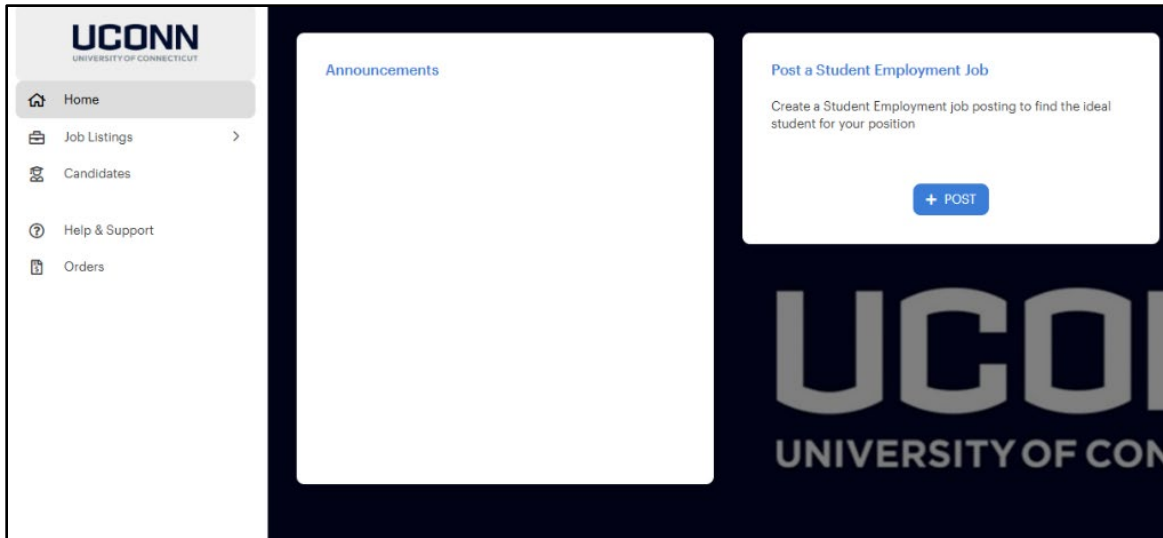 UCONN
UNIVERSITY OF CONNECTICUT
Home
Job Listings
Candidates
Help & Support
Orders
Announcements
Post a Student Employment Job
Create a Student Employment job posting to find the ideal
student for your position
+ POST
UCO
UNIVERSITY OF CON